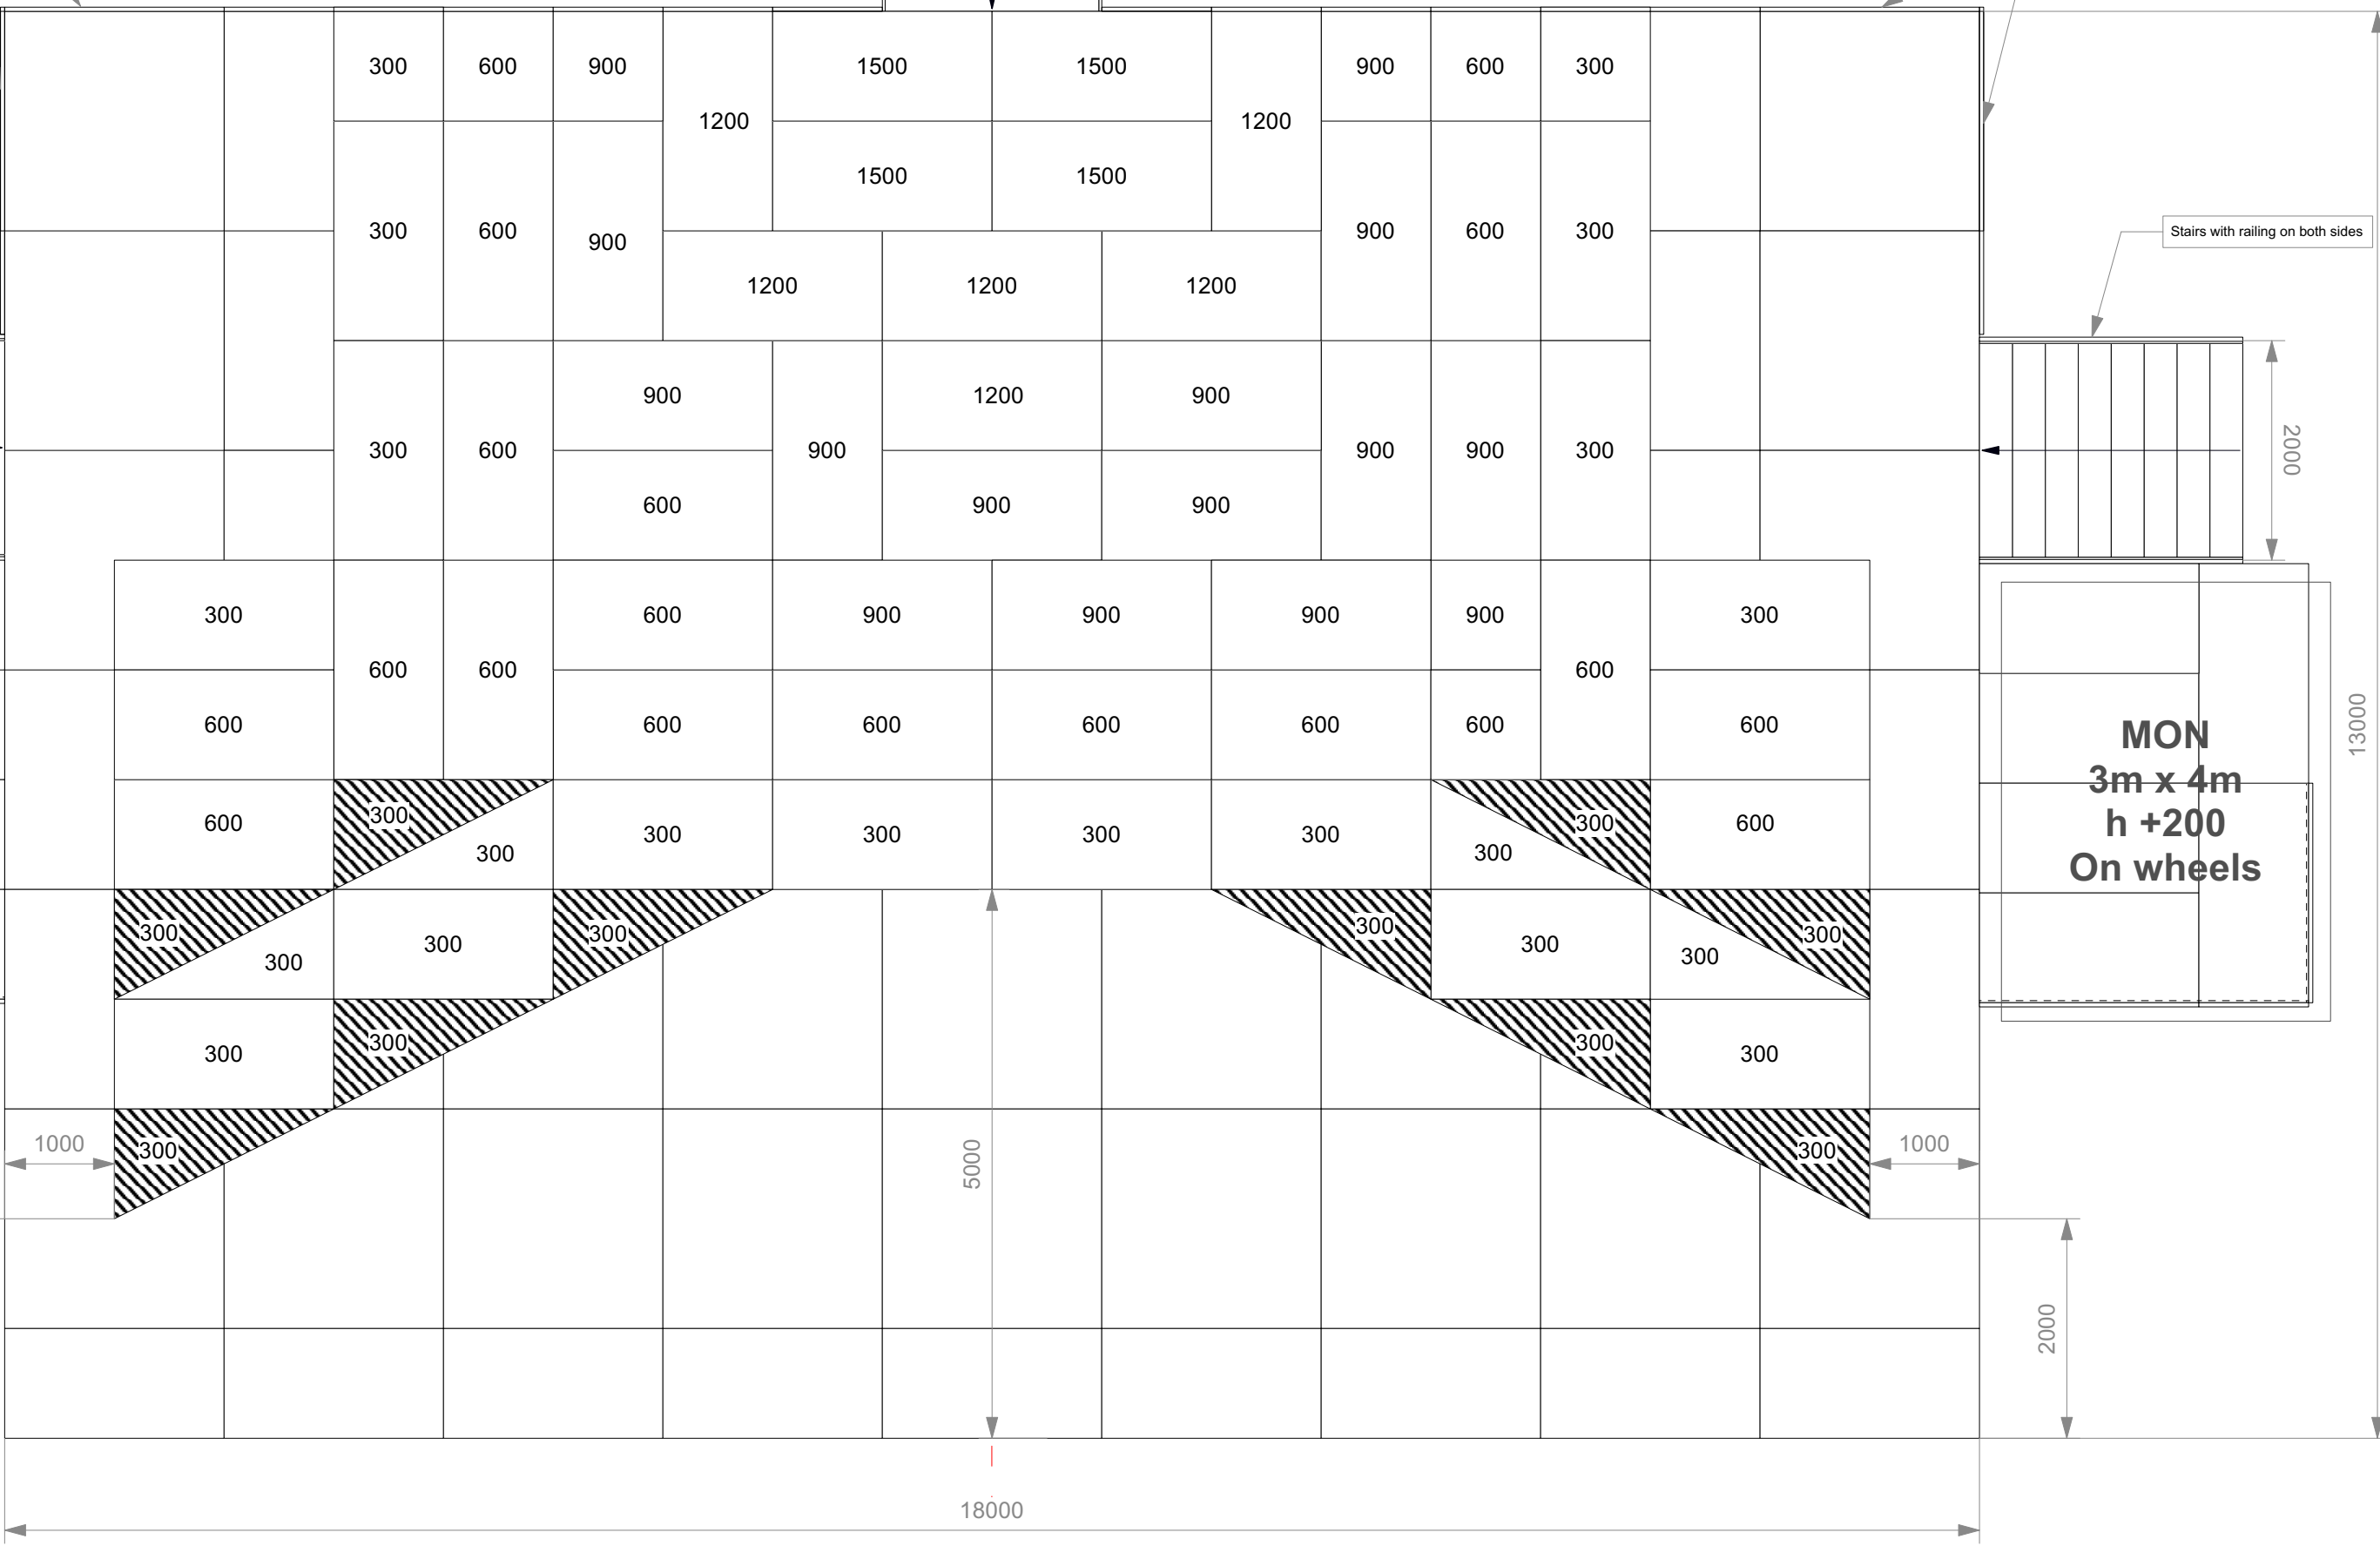 300 600 900 1500 1500 900 600 300
1200 1200
1500 1500
300 600 900 900 600 300
Stairs with railing on both sides
1200 1200 1200
900 1200 900
300 600 900 900 900 300
2000
600 900 900
300 600 900 900 900 900 300
600 600 600
600 600 600 600 600 600 600
13000
MON
3m x 4m
h +200
On wheels
600 300 300 600
300 300 300 300 300 300
300 300 300 300
300 300 300 300
300 300 300 300
1000 300 300 1000
5000
2000
18000